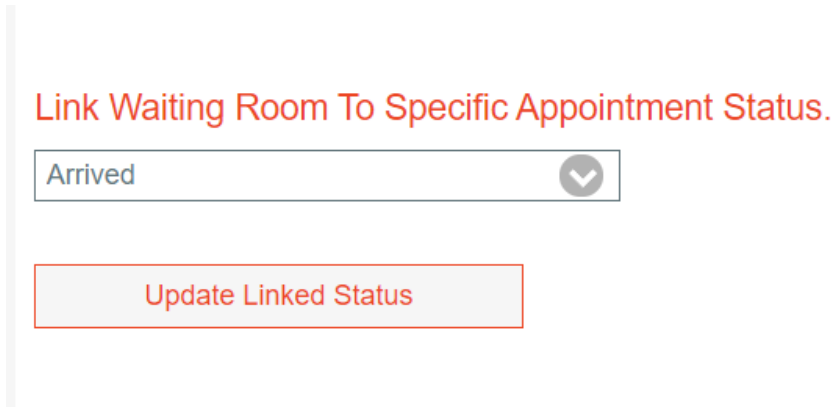 Link Waiting Room To Specific Appointment Status.
Arrived
Update Linked Status